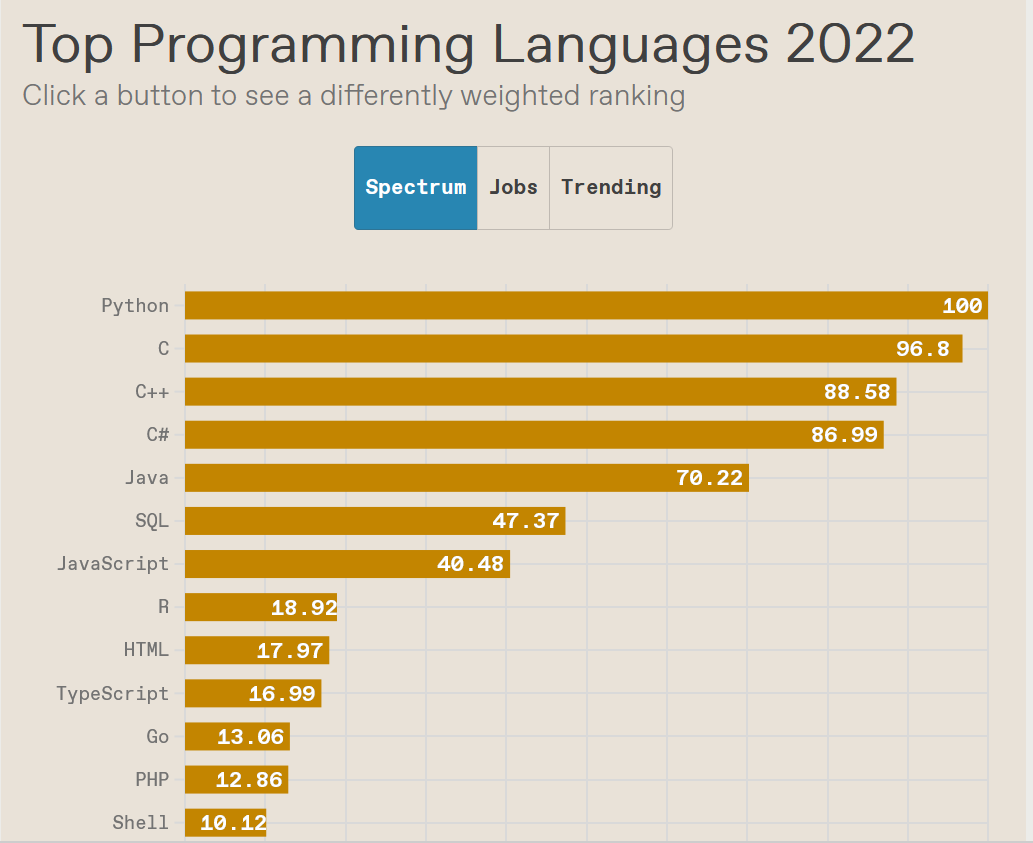 Top Programming Languages 2022
Click a button to see a differently weighted ranking
Spectrum Jobs Trending
Python 100
C 96.8
C++ 88.58
C# 86.99
Java 70.22
SQL 47.37
JavaScript 40.48
R 18.92
HTML 17.97
TypeScript 16.99
Go 13.06
PHP 12.86
Shell 10.12